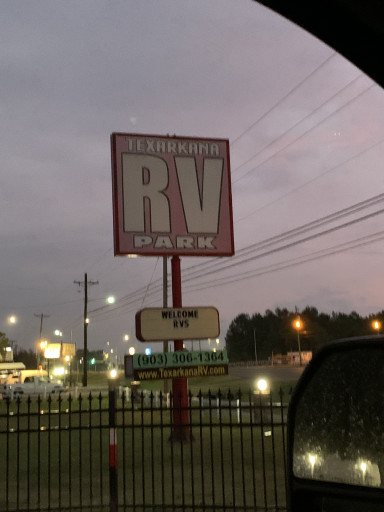 TEXARKANA
RV
PARK
WELCOME
RVS
(903) 306-1364
www.TexarkanaRV.com